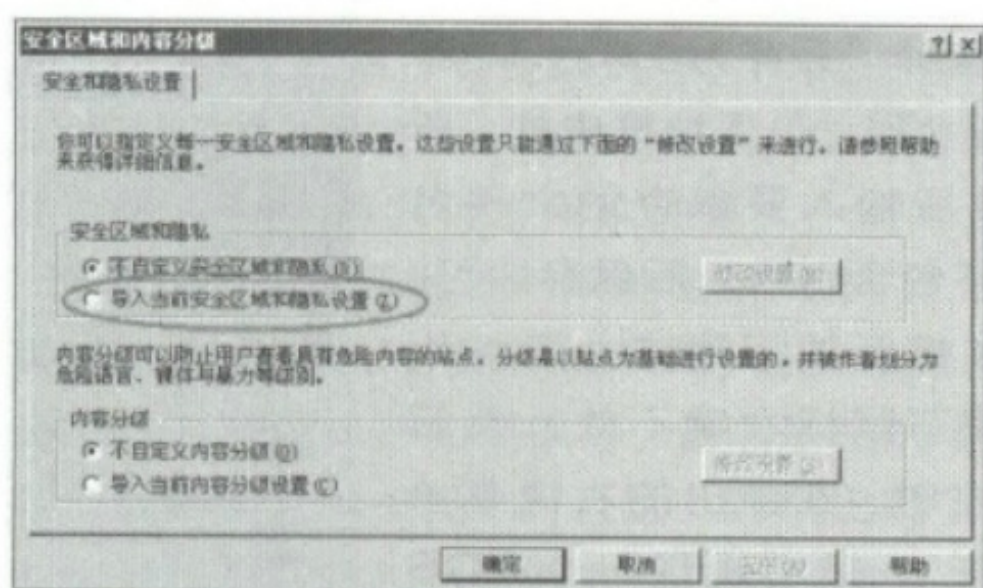 安全区域和内容分级
安全和隐私设置
你可以指定义每一安全区域和隐私设置。这些设置只能通过下面的“修改设置”来进行。请参照帮助
来获得详细信息。
安全区域和隐私
不自定义安全区域和隐私(N)
导入当前安全区域和隐私设置(I)
修改设置(M)
内容分级可以防止用户查看具有危险内容的站点。分级是以站点为基础进行设置的，并被作者划分为
危险语言、裸体与暴力等级别。
内容分级
不自定义内容分级(O)
导入当前内容分级设置(C)
修改设置(S)
确定
取消
帮助